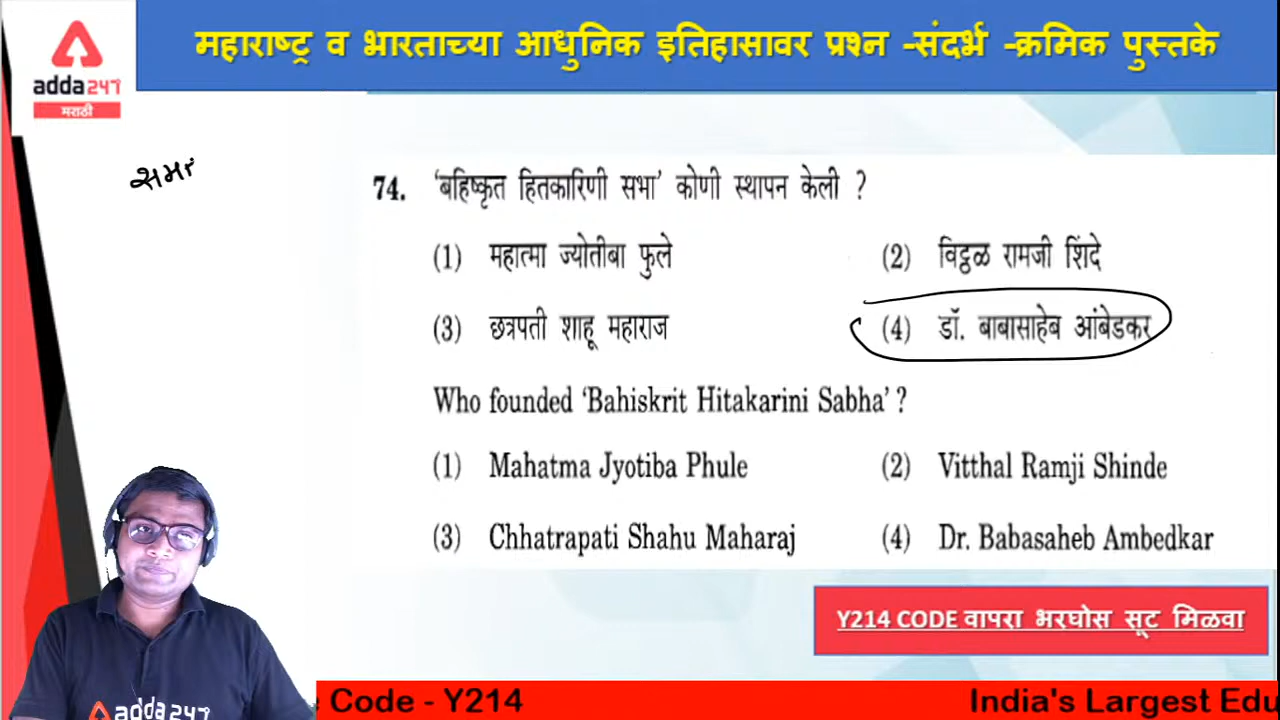 महाराष्ट्र व भारताच्या आधुनिक इतिहासावर प्रश्न -संदर्भ -क्रमिक पुस्तके
adda247
मराठी
समा
74. 'बहिष्कृत हितकारिणी सभा' कोणी स्थापन केली ?
(1) महात्मा ज्योतीबा फुले (2) विठ्ठल रामजी शिंदे
(3) छत्रपती शाहू महाराज (4) डॉ. बाबासाहेब आंबेडकर
Who founded 'Bahiskrit Hitakarini Sabha' ?
(1) Mahatma Jyotiba Phule (2) Vitthal Ramji Shinde
(3) Chhatrapati Shahu Maharaj (4) Dr. Babasaheb Ambedkar
Y214 CODE वापरा भरघोस सूट मिळवा
adda247
Code - Y214 India's Largest Edu